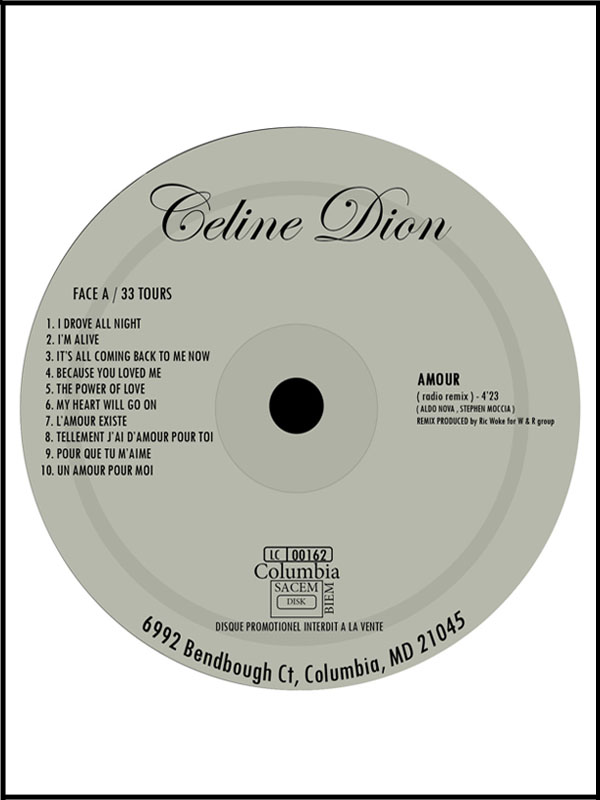 Celine Dion
FACE A / 33 TOURS
1. I DROVE ALL NIGHT
2. I'M ALIVE
3. IT'S ALL COMING BACK TO ME NOW
4. BECAUSE YOU LOVED ME
5. THE POWER OF LOVE
6. MY HEART WILL GO ON
7. L'AMOUR EXISTE
8. TELLEMENT J'AI D'AMOUR POUR TOI
9. POUR QUE TU M'AIME
10. UN AMOUR POUR MOI
AMOUR
( radio remix ) - 4'23
( ALDO NOVA , STEPHEN MOCCIA )
REMIX PRODUCED by Ric Woke for W & R group
LC 00162
Columbia
SACEM
DISK
BIEM
DISQUE PROMOTIONEL INTERDIT A LA VENTE
6992 Bendbough Ct, Columbia, MD 21045